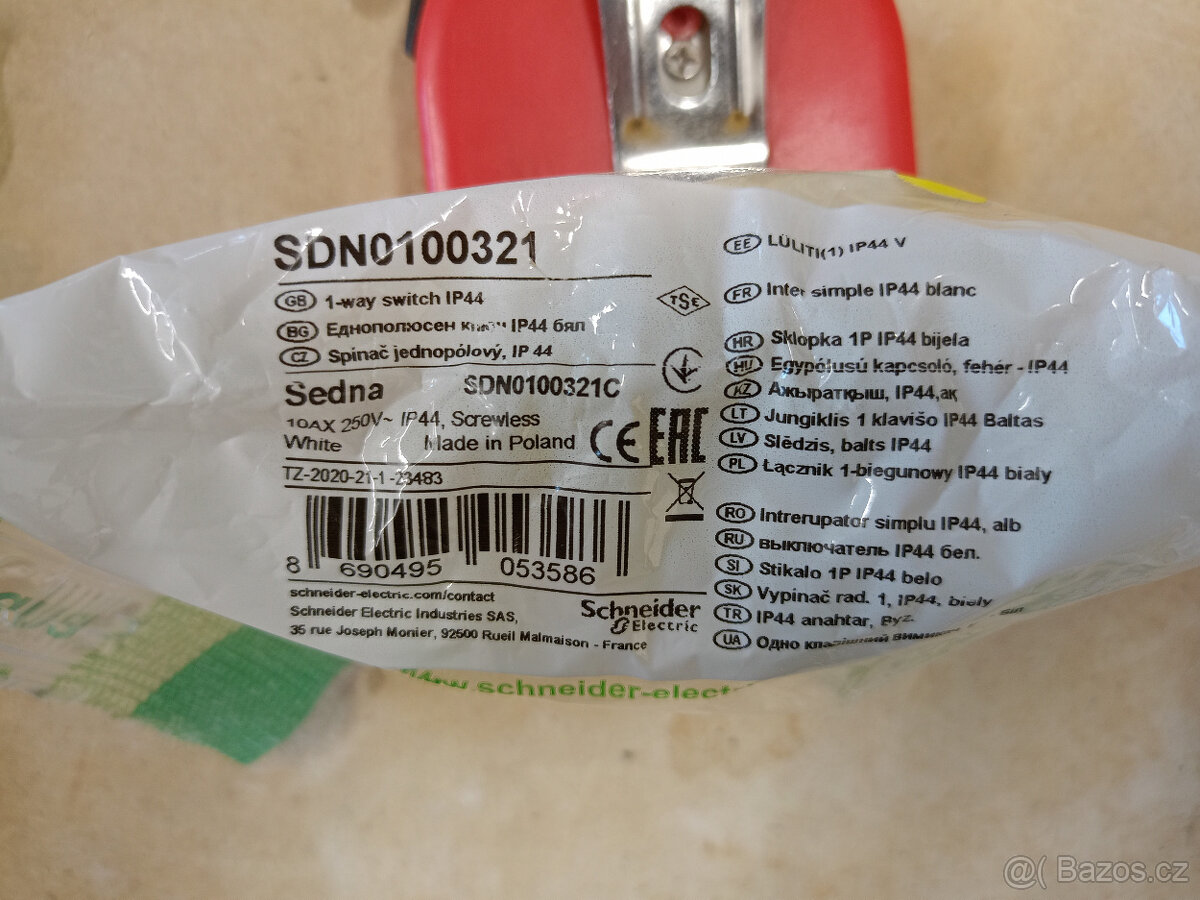 SDN0100321
GB 1-way switch IP44
BG Еднополюсен ключ IP44 бял
CZ Spínač jednopólový, IP 44
Sedna SDN0100321C
10AX 250V~ IP44, Screwless
White Made in Poland
TZ-2020-21-1-23483
CE EAC
TSE
8 690495 053586
schneider-electric.com/contact
Schneider Electric Industries SAS,
35 rue Joseph Monier, 92500 Rueil Malmaison - France
Schneider
Electric
EE LÜLITI(1) IP44 V
FR Inter simple IP44 blanc
HR Sklopka 1P IP44 bijela
HU Egypólusú kapcsoló, fehér - IP44
KZ Ажыратқыш, IP44,ақ
LT Jungiklis 1 klavišo IP44 Baltas
LV Slēdzis, balts IP44
PL Łącznik 1-biegunowy IP44 biały
RO Intrerupator simplu IP44, alb
RU выключатель IP44 бел.
SI Stikalo 1P IP44 belo
SK Vypínač rad. 1, IP44, biely
TR IP44 anahtar, Byz.
UA Одно
schneider-elect
@( Bazos.cz